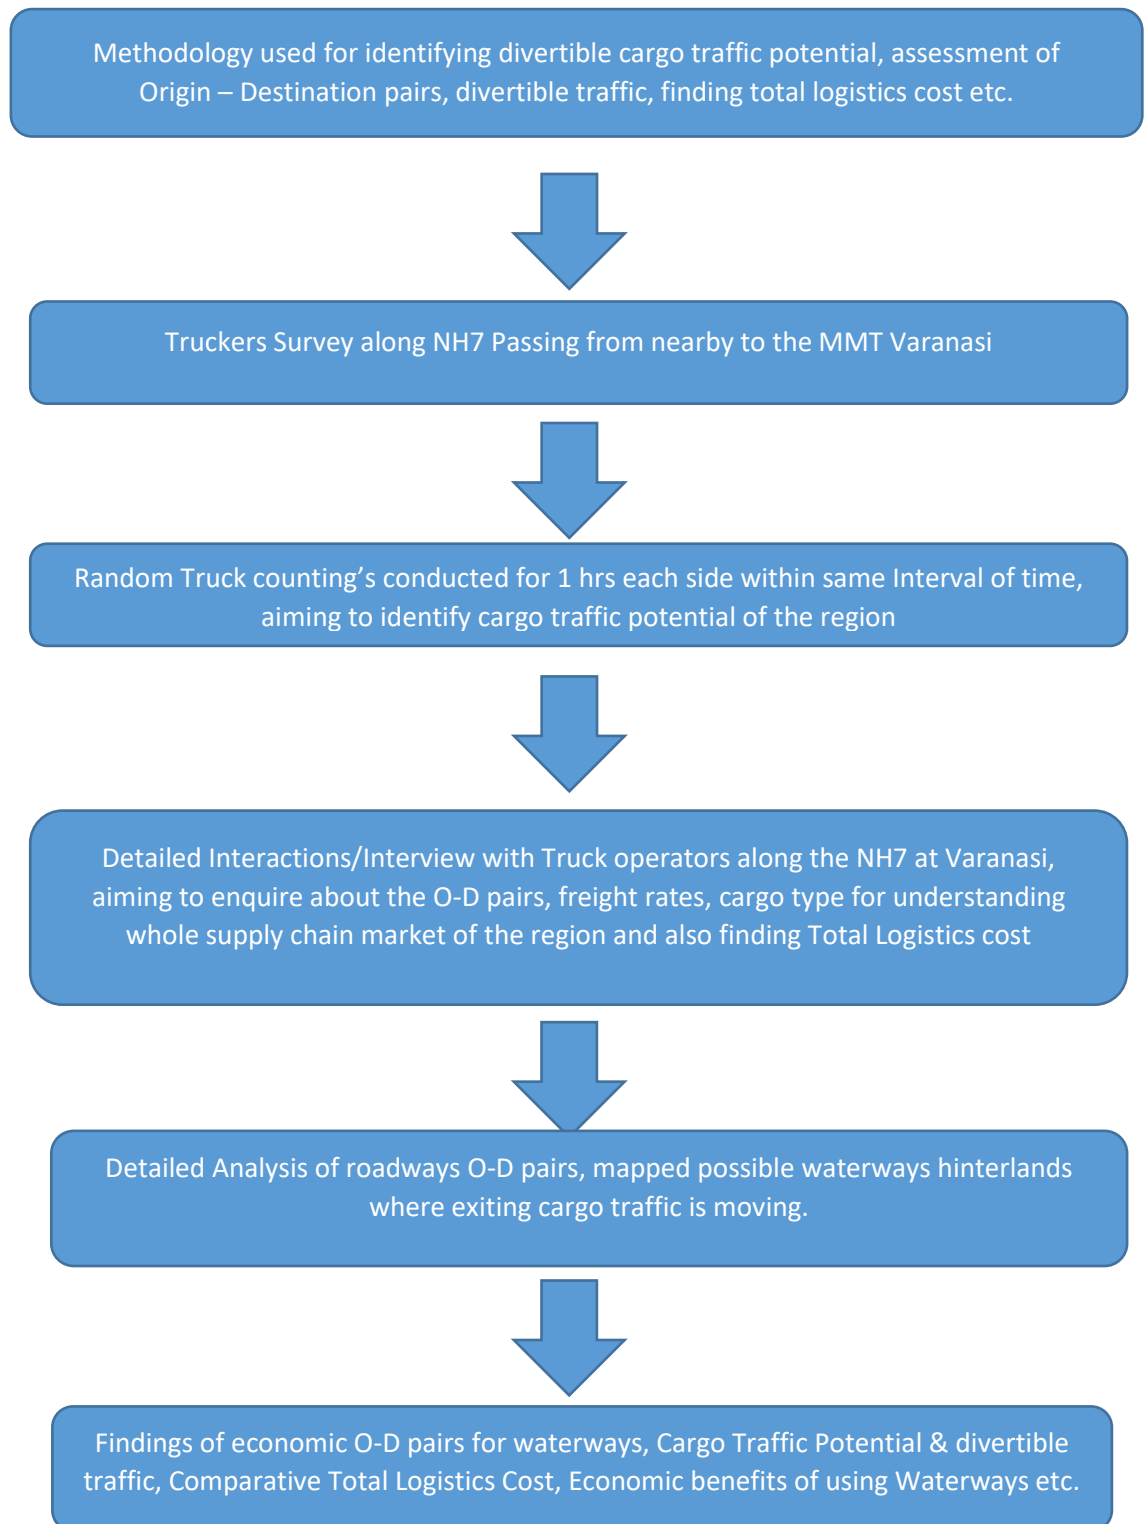 Methodology used for identifying divertible cargo traffic potential, assessment of
Origin – Destination pairs, divertible traffic, finding total logistics cost etc.
Truckers Survey along NH7 Passing from nearby to the MMT Varanasi
Random Truck counting's conducted for 1 hrs each side within same Interval of time,
aiming to identify cargo traffic potential of the region
Detailed Interactions/Interview with Truck operators along the NH7 at Varanasi,
aiming to enquire about the O-D pairs, freight rates, cargo type for understanding
whole supply chain market of the region and also finding Total Logistics cost
Detailed Analysis of roadways O-D pairs, mapped possible waterways hinterlands
where exiting cargo traffic is moving.
Findings of economic O-D pairs for waterways, Cargo Traffic Potential & divertible
traffic, Comparative Total Logistics Cost, Economic benefits of using Waterways etc.